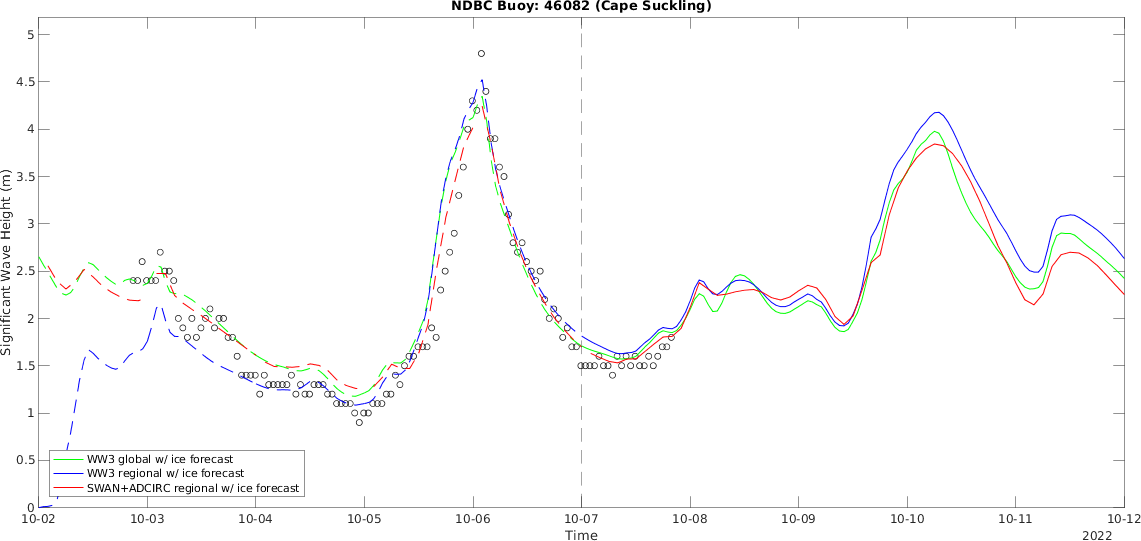 NDBC Buoy: 46082 (Cape Suckling)
5
4.5
4
3.5
3
2.5
2
1.5
1
0.5
0
Significant Wave Height (m)
WW3 global w/ ice forecast
WW3 regional w/ ice forecast
SWAN+ADCIRC regional w/ ice forecast
10-02 10-03 10-04 10-05 10-06 10-07 10-08 10-09 10-10 10-11 10-12
Time
2022